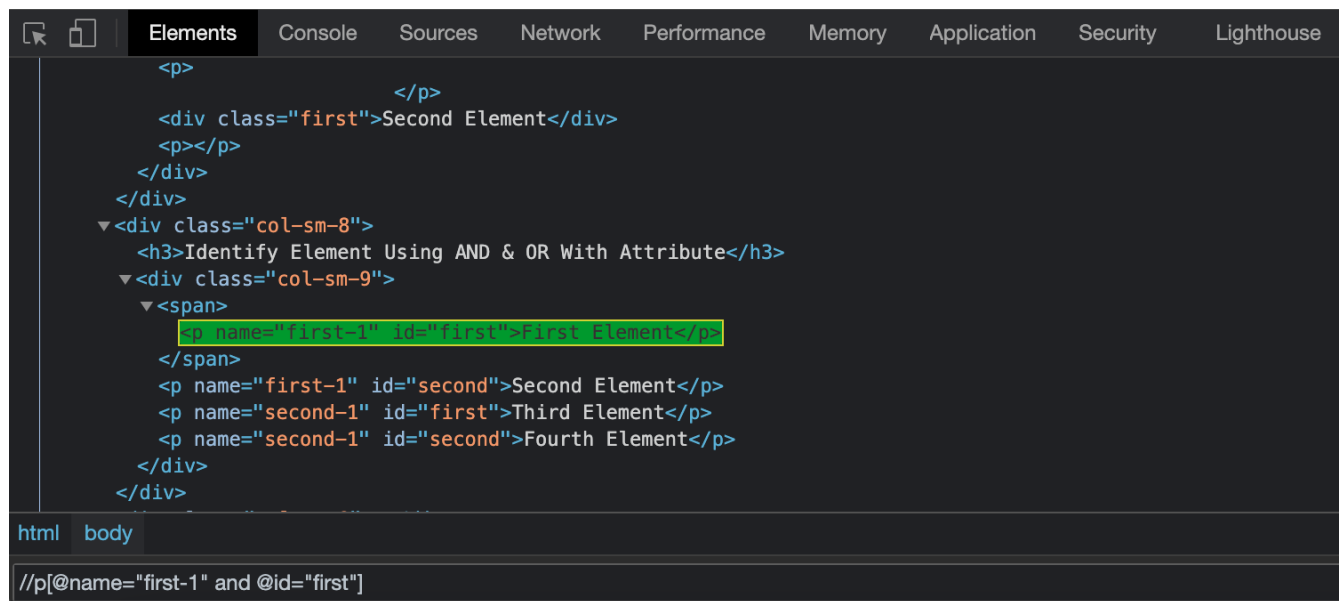 Elements Console Sources Network Performance Memory Application Security Lighthouse
<p>
</p>
<div class="first">Second Element</div>
<p></p>
</div>
</div>
<div class="col-sm-8">
<h3>Identify Element Using AND & OR With Attribute</h3>
<div class="col-sm-9">
<span>
<p name="first-1" id="first">First Element</p>
</span>
<p name="first-1" id="second">Second Element</p>
<p name="second-1" id="first">Third Element</p>
<p name="second-1" id="second">Fourth Element</p>
</div>
</div>
html body
//p[@name="first-1" and @id="first"]